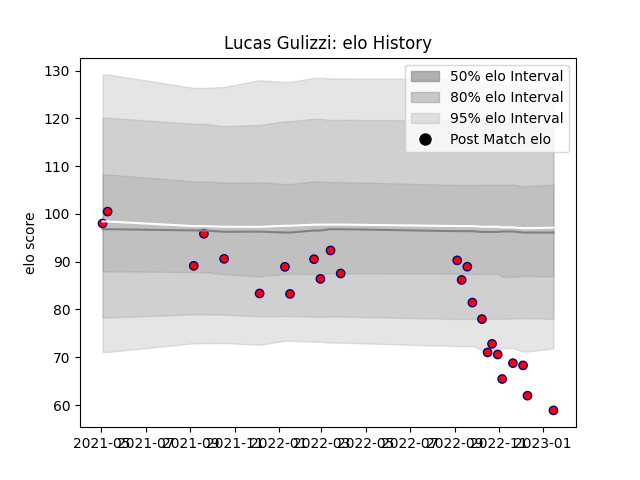 Lucas Gulizzi: elo History
130
120
110
100
90
80
70
60
elo score
50% elo Interval
80% elo Interval
95% elo Interval
Post Match elo
2021-05 2021-07 2021-09 2021-11 2022-01 2022-03 2022-05 2022-07 2022-09 2022-11 2023-01